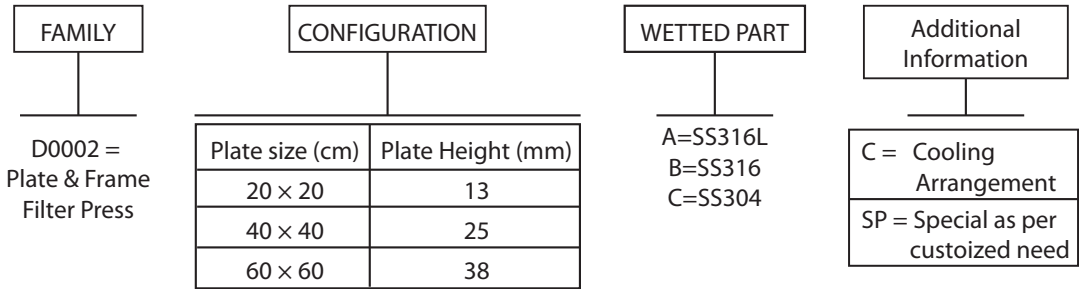 FAMILY
D0002 =
Plate & Frame
Filter Press
CONFIGURATION
Plate size (cm) Plate Height (mm)
20 × 20 13
40 × 40 25
60 × 60 38
WETTED PART
A=SS316L
B=SS316
C=SS304
Additional
Information
C = Cooling
Arrangement
SP = Special as per
custoized need